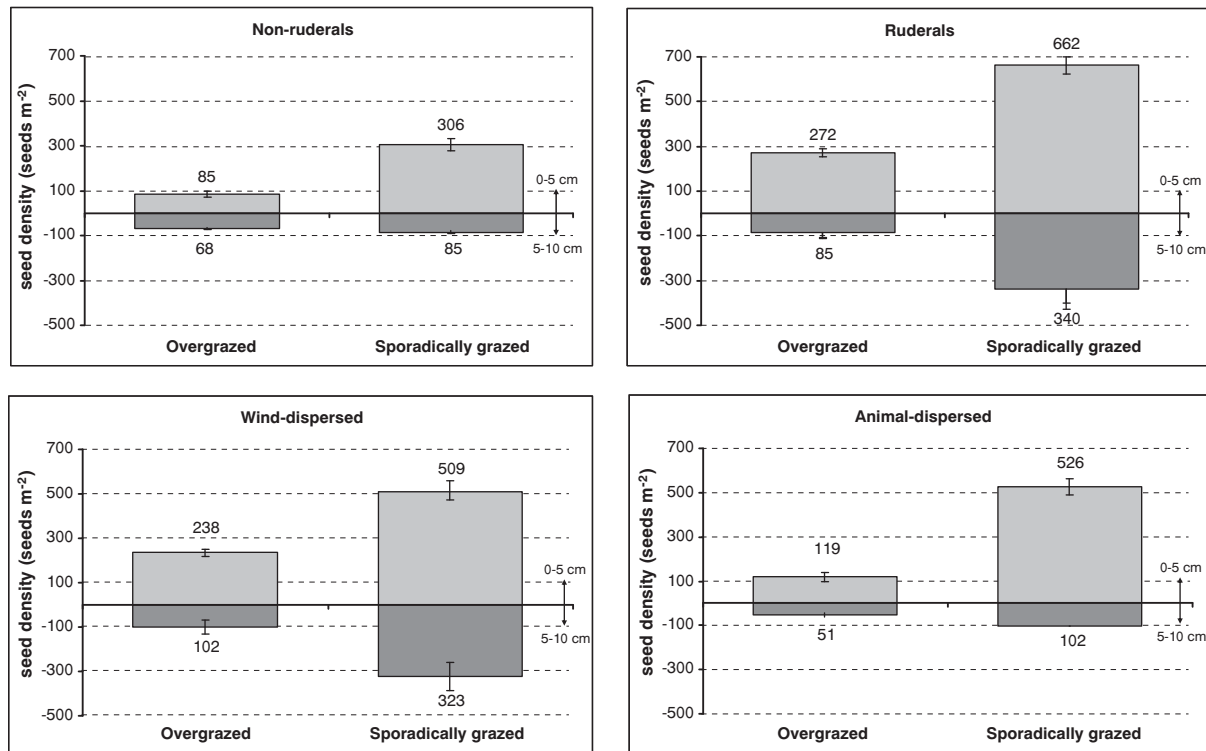 Non-ruderals
seed density (seeds m⁻²)
700
500
300
100
-100
-300
-500
85
306
68
85
0-5 cm
5-10 cm
Overgrazed
Sporadically grazed
Ruderals
seed density (seeds m⁻²)
700
500
300
100
-100
-300
-500
272
662
85
340
0-5 cm
5-10 cm
Overgrazed
Sporadically grazed
Wind-dispersed
seed density (seeds m⁻²)
700
500
300
100
-100
-300
-500
238
509
102
323
0-5 cm
5-10 cm
Overgrazed
Sporadically grazed
Animal-dispersed
seed density (seeds m⁻²)
700
500
300
100
-100
-300
-500
119
526
51
102
0-5 cm
5-10 cm
Overgrazed
Sporadically grazed